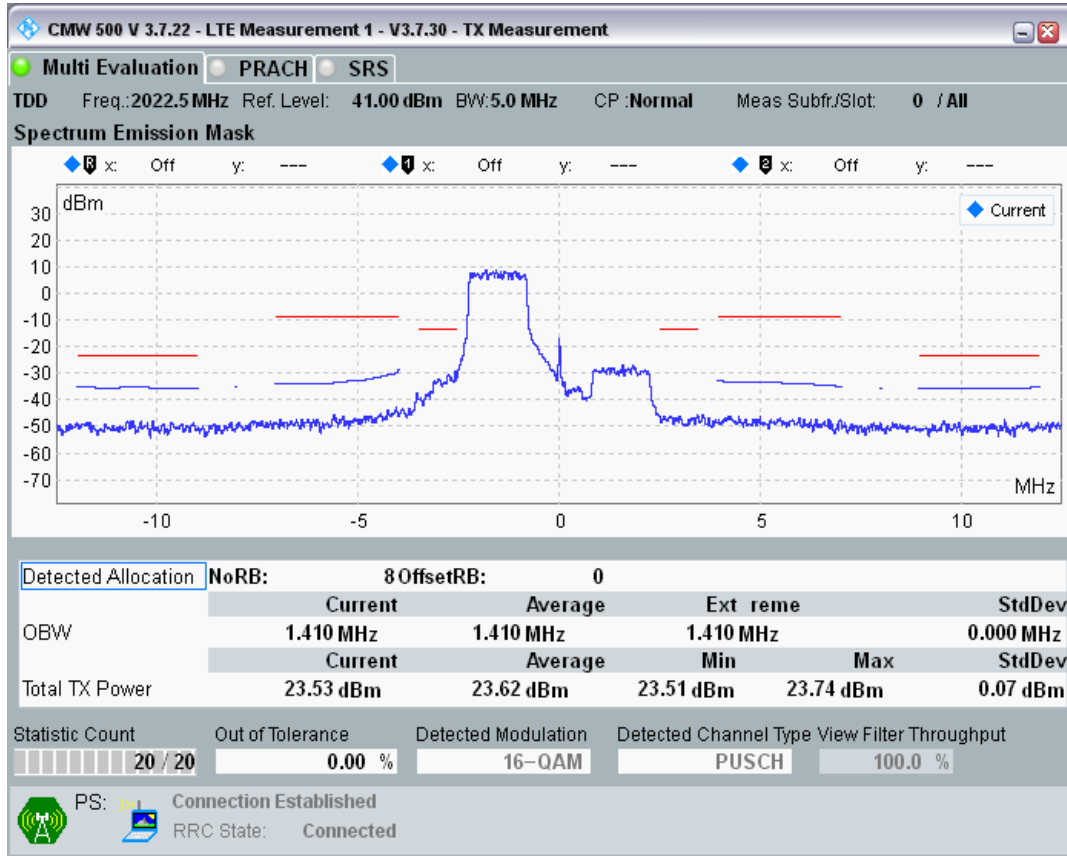 CMW 500 V 3.7.22 - LTE Measurement 1 - V3.7.30 - TX Measurement
Multi Evaluation PRACH SRS
TDD Freq.:2022.5 MHz Ref. Level: 41.00 dBm BW:5.0 MHz CP :Normal Meas Subfr./Slot: 0 / All
Spectrum Emission Mask
R x: Off y: --- 1 x: Off y: --- 2 x: Off y: ---
dBm
Current
30
20
10
0
-10
-20
-30
-40
-50
-60
-70
MHz
-10 -5 0 5 10
Detected Allocation NoRB: 8 OffsetRB: 0
Current Average Ext reme StdDev
OBW 1.410 MHz 1.410 MHz 1.410 MHz 0.000 MHz
Current Average Min Max StdDev
Total TX Power 23.53 dBm 23.62 dBm 23.51 dBm 23.74 dBm 0.07 dBm
Statistic Count Out of Tolerance Detected Modulation Detected Channel Type View Filter Throughput
20 / 20 0.00 % 16-QAM PUSCH 100.0 %
PS: Connection Established
RRC State: Connected